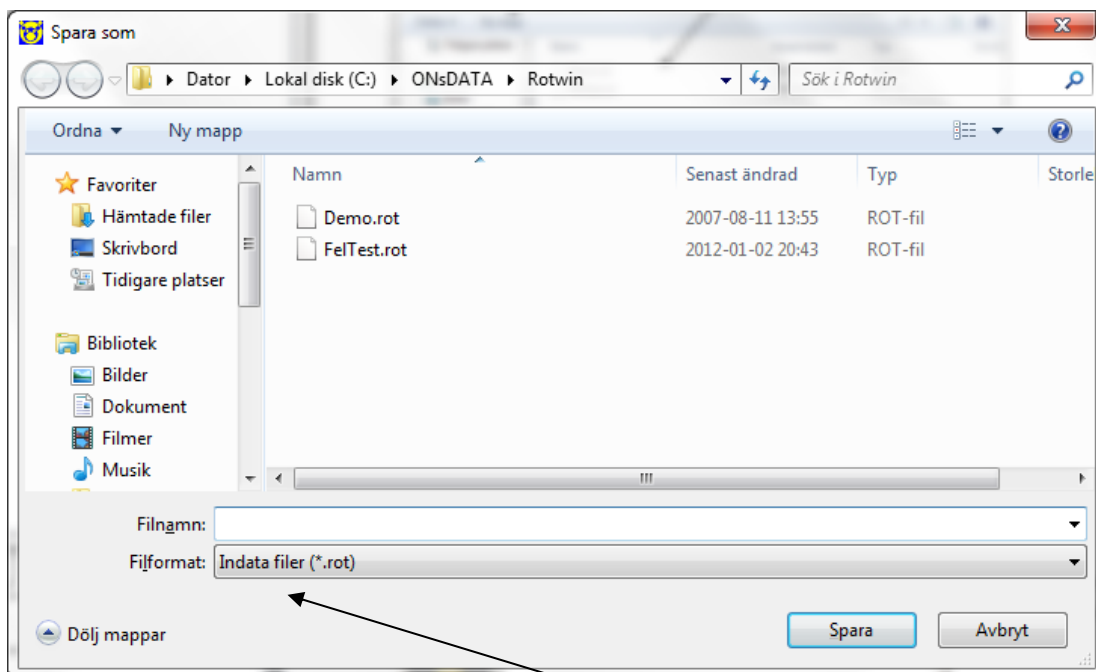 Spara som
Dator Lokal disk (C:) ONsDATA Rotwin Sök i Rotwin
Ordna Ny mapp
Namn Senast ändrad Typ Storle
Favoriter
Hämtade filer Demo.rot 2007-08-11 13:55 ROT-fil
Skrivbord FelTest.rot 2012-01-02 20:43 ROT-fil
Tidigare platser
Bibliotek
Bilder
Dokument
Filmer
Musik
Filnamn:
Filformat: Indata filer (*.rot)
Dölj mappar Spara Avbryt